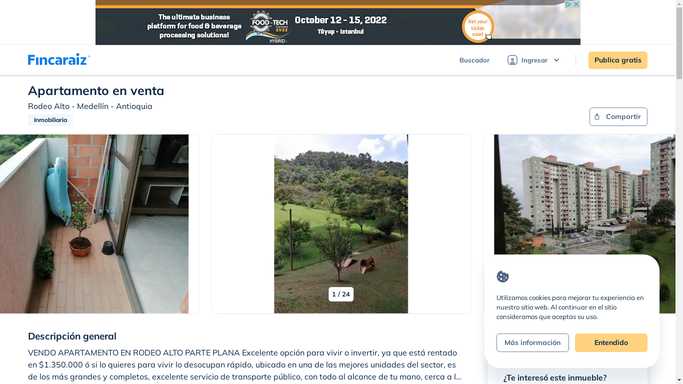 The ultimate business
platform for food & beverage
processing solutions!
FOOD-TECH
HYBRID
October 12 - 15, 2022
Tüyap - Istanbul
Get your
ticket
now!
Fincaraíz
Buscador
Ingresar
Publica gratis
Apartamento en venta
Rodeo Alto - Medellín - Antioquia
Inmobiliaria
Compartir
1 / 24
Descripción general
VENDO APARTAMENTO EN RODEO ALTO PARTE PLANA Excelente opción para vivir o invertir, ya que está rentado
en $1.350.000 ó si lo quieres para vivir lo desocupan rápido, ubicada en una de las mejores unidades del sector, es
de los más grandes y completos, excelente servicio de transporte público, con todo al alcance de tu mano, cerca a l...
Utilizamos cookies para mejorar tu experiencia en
nuestro sitio web. Al continuar en el sitio
consideramos que aceptas su uso.
Más información
Entendido
¿Te interesó este inmueble?